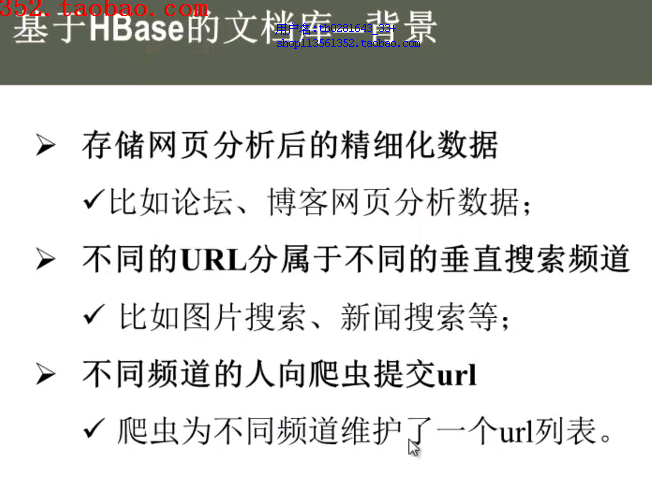 352.taobao.com
基于HBase的文档库 背景
shop113561352.taobao.com
➢ 存储网页分析后的精细化数据
✓比如论坛、博客网页分析数据；
➢ 不同的URL分属于不同的垂直搜索频道
✓ 比如图片搜索、新闻搜索等；
➢ 不同频道的人向爬虫提交url
✓ 爬虫为不同频道维护了一个url列表。